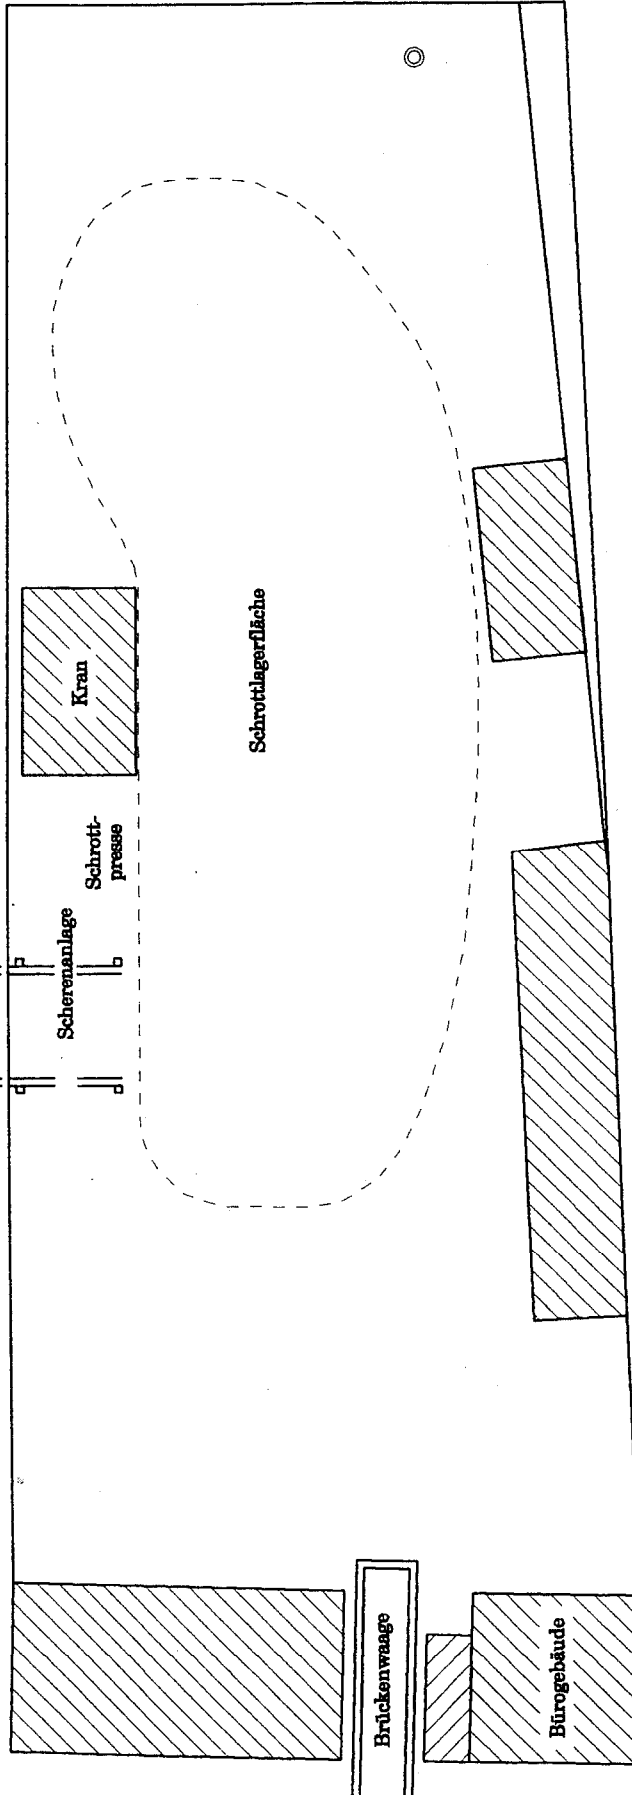 Kran
Schrottlagerfläche
Schrott-
presse
Scherenanlage
Brückenwaage
Bürogebäude